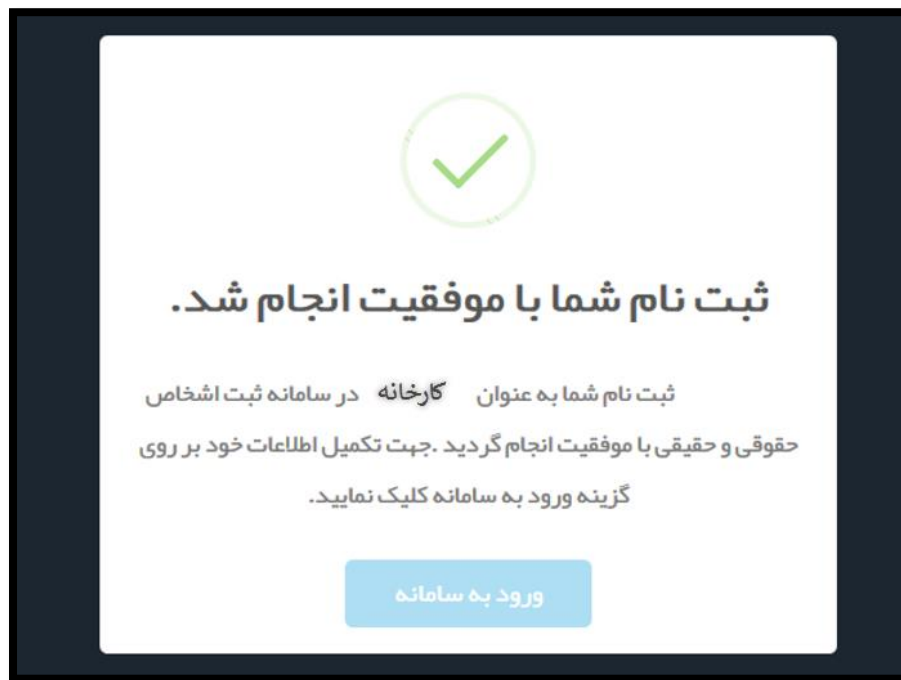 ثبت نام شما با موفقیت انجام شد.
ثبت نام شما به عنوان کارخانه در سامانه ثبت اشخاص
حقوقی و حقیقی با موفقیت انجام گردید .جهت تکمیل اطلاعات خود بر روی
گزینه ورود به سامانه کلیک نمایید.
ورود به سامانه